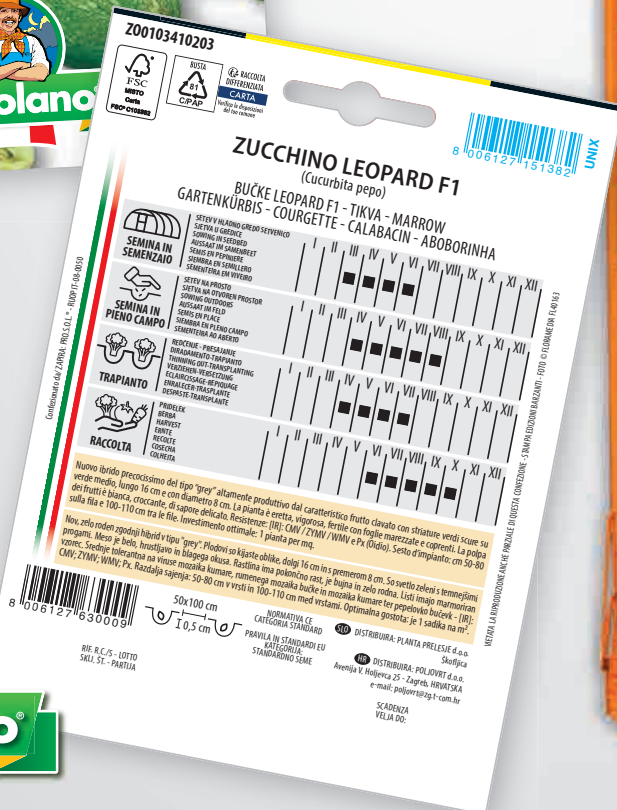 Z00103410203
FSC
MISTO
Carta
FSC® C102862
BUSTA
81
C/PAP
RACCOLTA
DIFFERENZIATA
CARTA
Verifica le disposizioni
del tuo comune
8 006127 151382
UNIX
olano®
ZUCCHINO LEOPARD F1
(Cucurbita pepo)
BUČKE LEOPARD F1 - TIKVA - MARROW
GARTENKÜRBIS - COURGETTE - CALABACIN - ABOBORINHA
SEMINA IN
SEMENZAIO
SETEV V HLADNO GREDO SETVENICO
SJETVA U GREDICE
SOWING IN SEEDBED
AUSSAAT IM SAMENBEET
SEMIS EN PEPINIERE
SIEMBRA EN SEMILLERO
SEMENTEIRA EM VIVEIRO
I II III IV V VI VII VIII IX X XI XII
SEMINA IN
PIENO CAMPO
SETEV NA PROSTO
SJETVA NA OTVOREN PROSTOR
SOWING OUTDOORS
AUSSAAT IM FELD
SEMIS EN PLACE
SIEMBRA EN PLENO CAMPO
SEMENTEIRA AO ABERTO
I II III IV V VI VII VIII IX X XI XII
TRAPIANTO
REDČENJE - PRESAJANJE
DIRADAMENTO-TRAPIANTO
THINNING OUT-TRANSPLANTING
VERZIEHEN-VERSETZUNG
ECLAIRCISSAGE-REPIQUAGE
ENRALECER-TRASPLANTE
DESPASTE-TRANSPLANTE
I II III IV V VI VII VIII IX X XI XII
RACCOLTA
PRIDELEK
BERBA
HARVEST
ERNTE
RECOLTE
COSECHA
COLHEITA
I II III IV V VI VII VIII IX X XI XII
Confezionato da/ ZAPRA: PRO.S.O.L.® - RUOP IT-08-0050
VIETATA LA RIPRODUZIONE ANCHE PARZIALE DI QUESTA CONFEZIONE - STAMPA EDIZIONI BARZANTI - FOTO © FLORAMEDIA FL40163
Nuovo ibrido precocissimo del tipo "grey" altamente produttivo dal caratteristico frutto clavato con striature verdi scure su
verde medio, lungo 16 cm e con diametro 8 cm. La pianta è eretta, vigorosa, fertile con foglie marezzate e coprenti. La polpa
dei frutti è bianca, croccante, di sapore delicato. Resistenze: [IR]: CMV / ZYMV / WMV e Px (Oidio). Sesto d'impianto: cm 50-80
sulla fila e 100-110 cm tra le file. Investimento ottimale: 1 pianta per mq.
Nov, zelo roden zgodnji hibrid v tipu "grey". Plodovi so kijaste oblike, dolgi 16 cm in s premerom 8 cm, So svetlo zeleni s temnejšimi
progami. Meso je belo, hrustljavo in blagega okusa. Rastlina ima pokončno rast, je bujna in zelo rodna. Listi imajo marmoriran
vzorec. Srednje tolerantna na viruse mozaika kumare, rumenega mozaika bučke in mozaika kumare ter pepelovko bučevk - [IR]:
CMV; ZYMV; WMV; Px. Razdalja sajenja: 50-80 cm v vrsti in 100-110 cm med vrstami. Optimalna gostota: je 1 sadika na m².
8 006127 630009
50x100 cm
0,5 cm
NORMATIVA CE
CATEGORIA STANDARD
PRAVILA IN STANDARDI EU
KATEGORIJA:
STANDARDNO SEME
SLO DISTRIBUIRA: PLANTA PRELESJE d.o.o.
Škofljica
HR DISTRIBUIRA: POLJOVRT d.o.o.
Avenija V. Holjevca 25 - Zagreb, HRVATSKA
e-mail: poljovrt@zg.t-com.hr
RIF. R.C./S - LOTTO
SKLI, ŠT. - PARTIJA
SCADENZA
VELJA DO:
o®